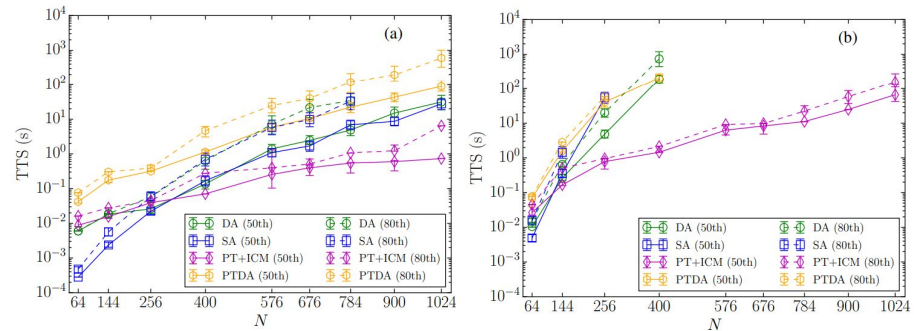 (a)
TTS (s)
10^4
10^3
10^2
10^1
10^0
10^−1
10^−2
10^−3
10^−4
DA (50th) DA (80th)
SA (50th) SA (80th)
PT+ICM (50th) PT+ICM (80th)
PTDA (50th) PTDA (80th)
64 144 256 400 576 676 784 900 1024
N
(b)
TTS (s)
10^4
10^3
10^2
10^1
10^0
10^−1
10^−2
10^−3
10^−4
DA (50th) DA (80th)
SA (50th) SA (80th)
PT+ICM (50th) PT+ICM (80th)
PTDA (50th) PTDA (80th)
64 144 256 400 576 676 784 900 1024
N